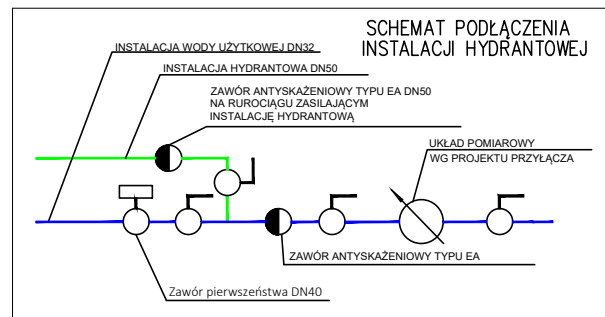 SCHEMAT PODŁĄCZENIA
INSTALACJI HYDRANTOWEJ
INSTALACJA WODY UŻYTKOWEJ DN32
INSTALACJA HYDRANTOWA DN50
ZAWÓR ANTYSKAŻENIOWY TYPU EA DN50
NA RUROCIĄGU ZASILAJĄCYM
INSTALACJĘ HYDRANTOWĄ
UKŁAD POMIAROWY
WG PROJEKTU PRZYŁĄCZA
ZAWÓR ANTYSKAŻENIOWY TYPU EA
Zawór pierwszeństwa DN40